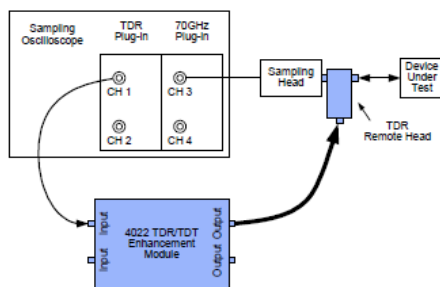 Sampling
Oscilloscope
TDR
Plug-in
70GHz
Plug-in
CH 1
CH 3
CH 2
CH 4
Sampling
Head
Device
Under
Test
TDR
Remote Head
Input
Input
4022 TDR/TDT
Enhancement
Module
Output
Output